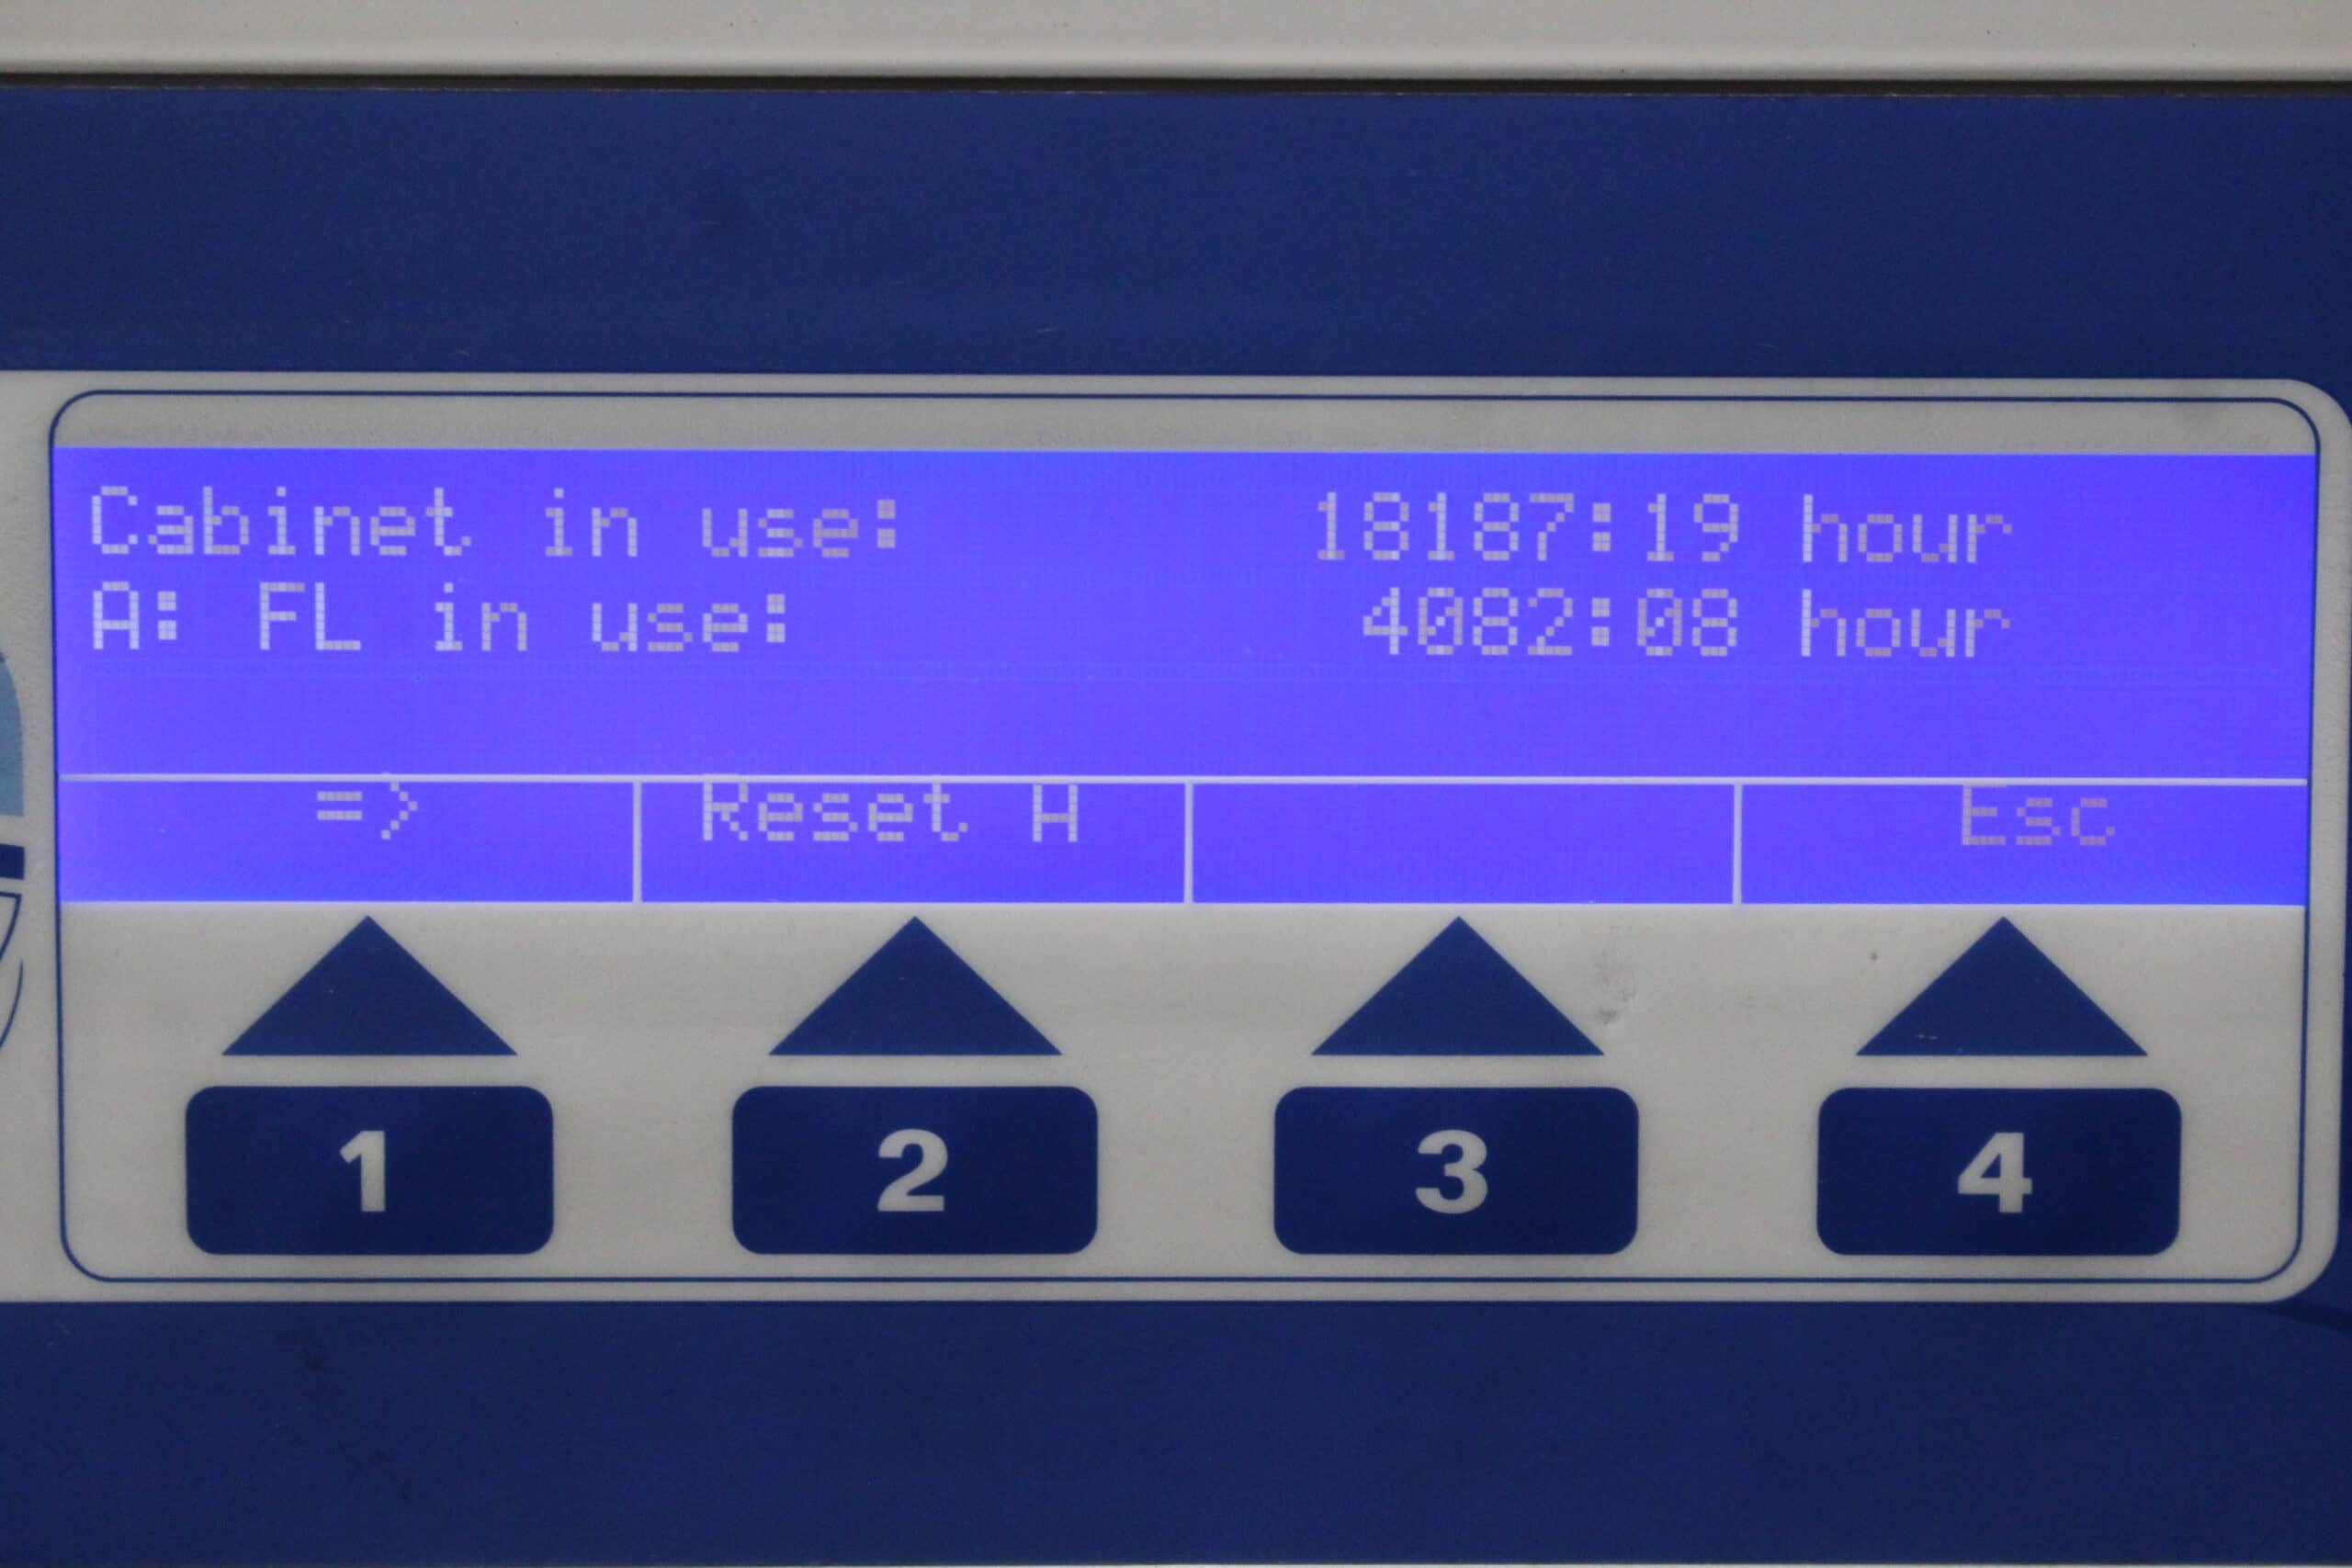 Cabinet in use: 18187:19 hour
A: FL in use: 4082:08 hour
=> Reset A Esc
1 2 3 4